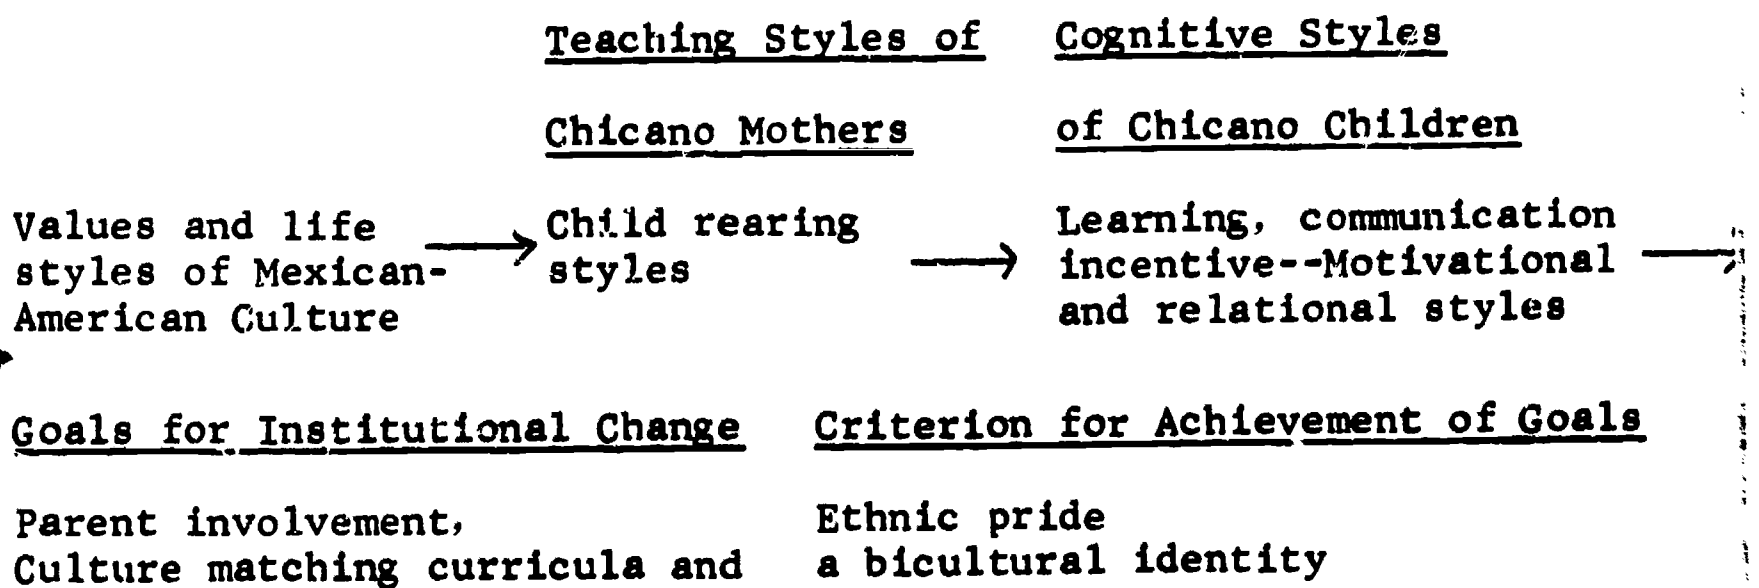 Teaching Styles of
Chicano Mothers
Cognitive Styles
of Chicano Children
Values and life
styles of Mexican-
American Culture
Child rearing
styles
Learning, communication
incentive--Motivational
and relational styles
Goals for Institutional Change
Parent involvement,
Culture matching curricula and
Criterion for Achievement of Goals
Ethnic pride
a bicultural identity